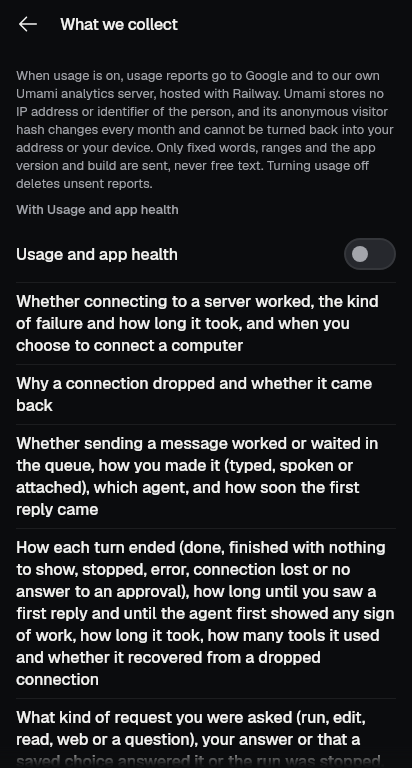 What we collect
When usage is on, usage reports go to Google and to our own
Umami analytics server, hosted with Railway. Umami stores no
IP address or identifier of the person, and its anonymous visitor
hash changes every month and cannot be turned back into your
address or your device. Only fixed words, ranges and the app
version and build are sent, never free text. Turning usage off
deletes unsent reports.
With Usage and app health
Usage and app health
Whether connecting to a server worked, the kind
of failure and how long it took, and when you
choose to connect a computer
Why a connection dropped and whether it came
back
Whether sending a message worked or waited in
the queue, how you made it (typed, spoken or
attached), which agent, and how soon the first
reply came
How each turn ended (done, finished with nothing
to show, stopped, error, connection lost or no
answer to an approval), how long until you saw a
first reply and until the agent first showed any sign
of work, how long it took, how many tools it used
and whether it recovered from a dropped
connection
What kind of request you were asked (run, edit,
read, web or a question), your answer or that a
saved choice answered it or the run was stopped